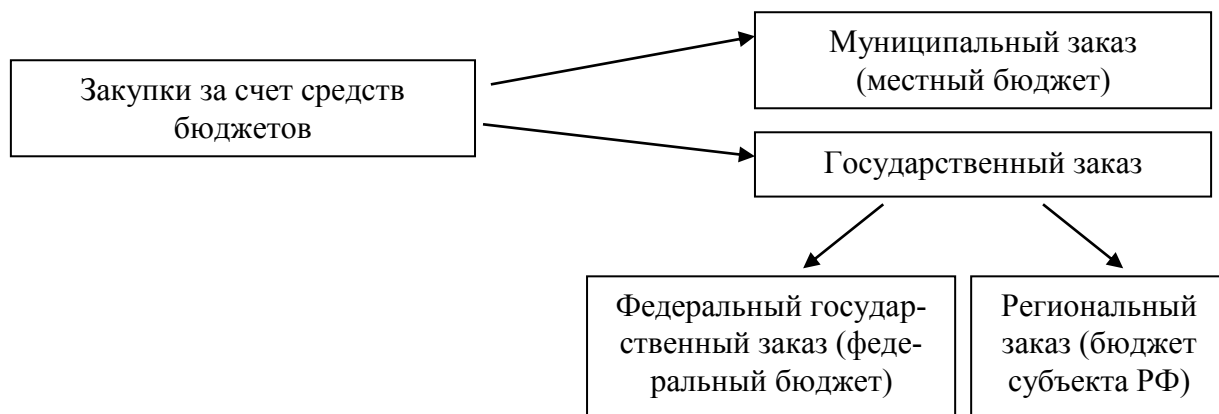 Закупки за счет средств
бюджетов
Муниципальный заказ
(местный бюджет)
Государственный заказ
Федеральный государ-
ственный заказ (феде-
ральный бюджет)
Региональный
заказ (бюджет
субъекта РФ)